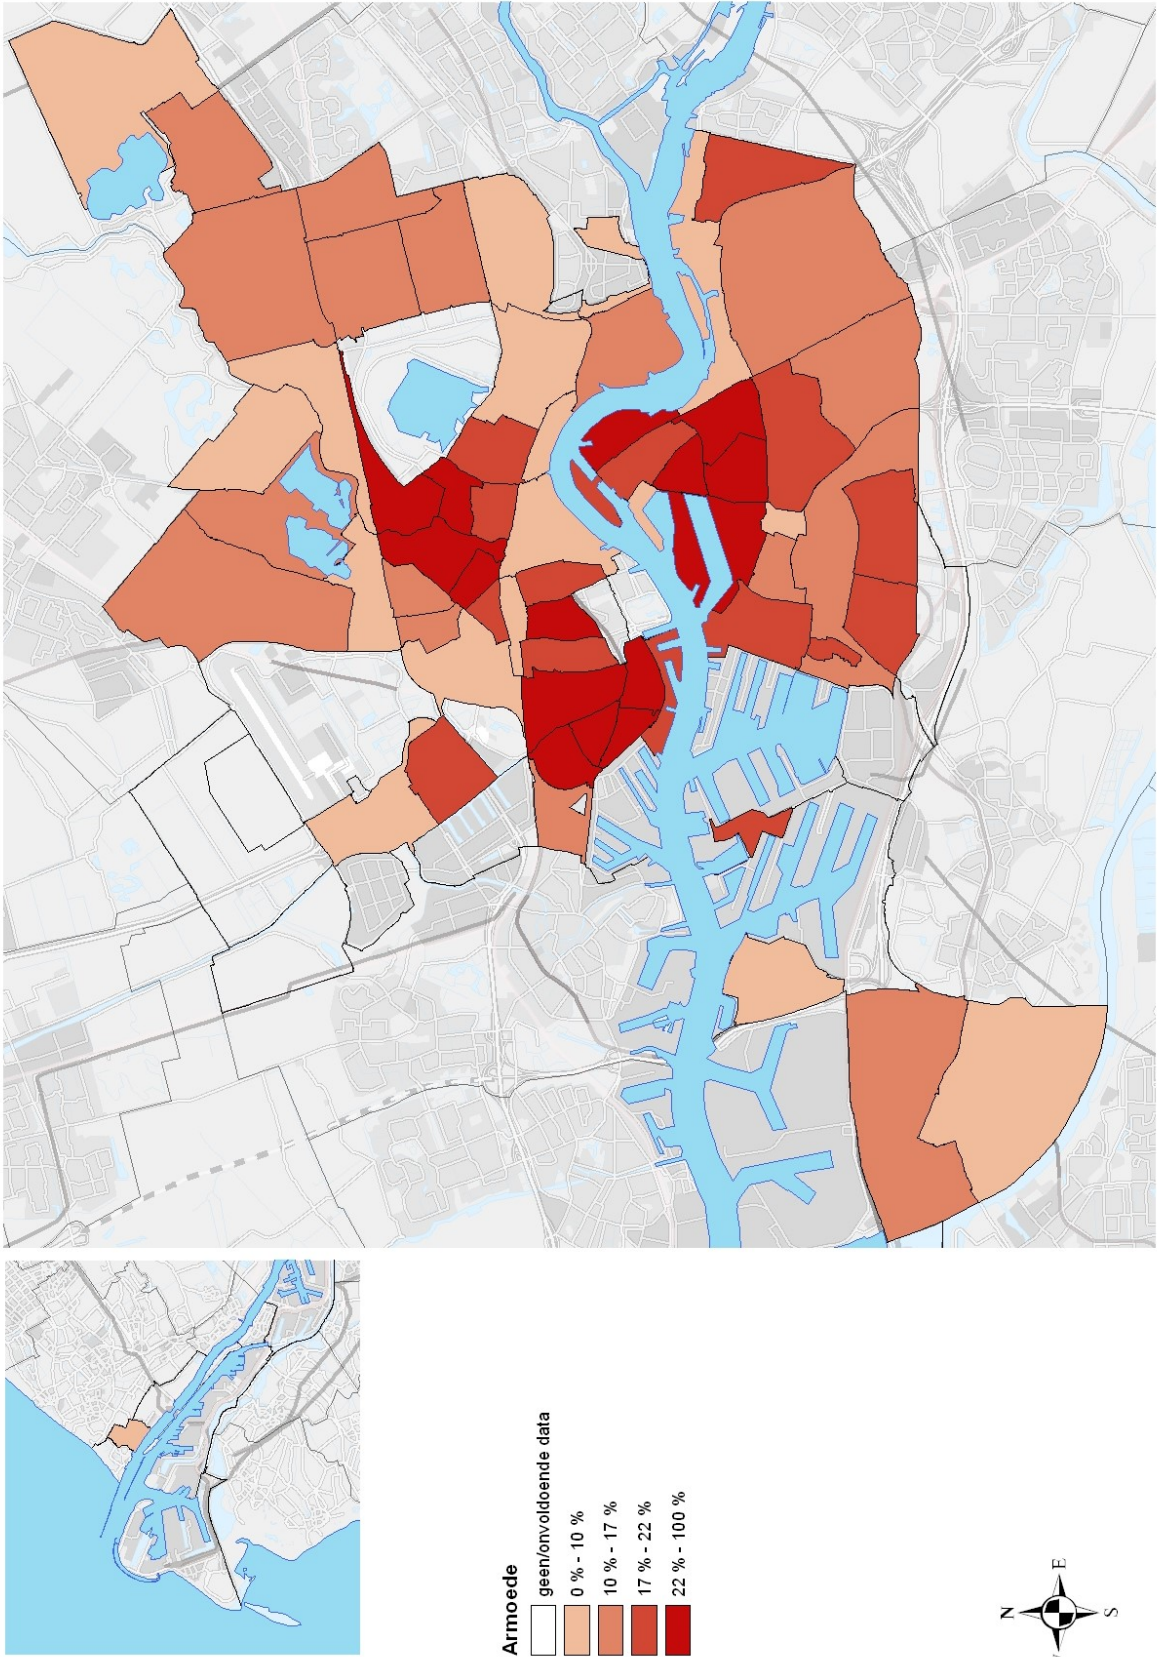 Armoede
geen/onvoldoende data
0 % - 10 %
10 % - 17 %
17 % - 22 %
22 % - 100 %
N
E
S